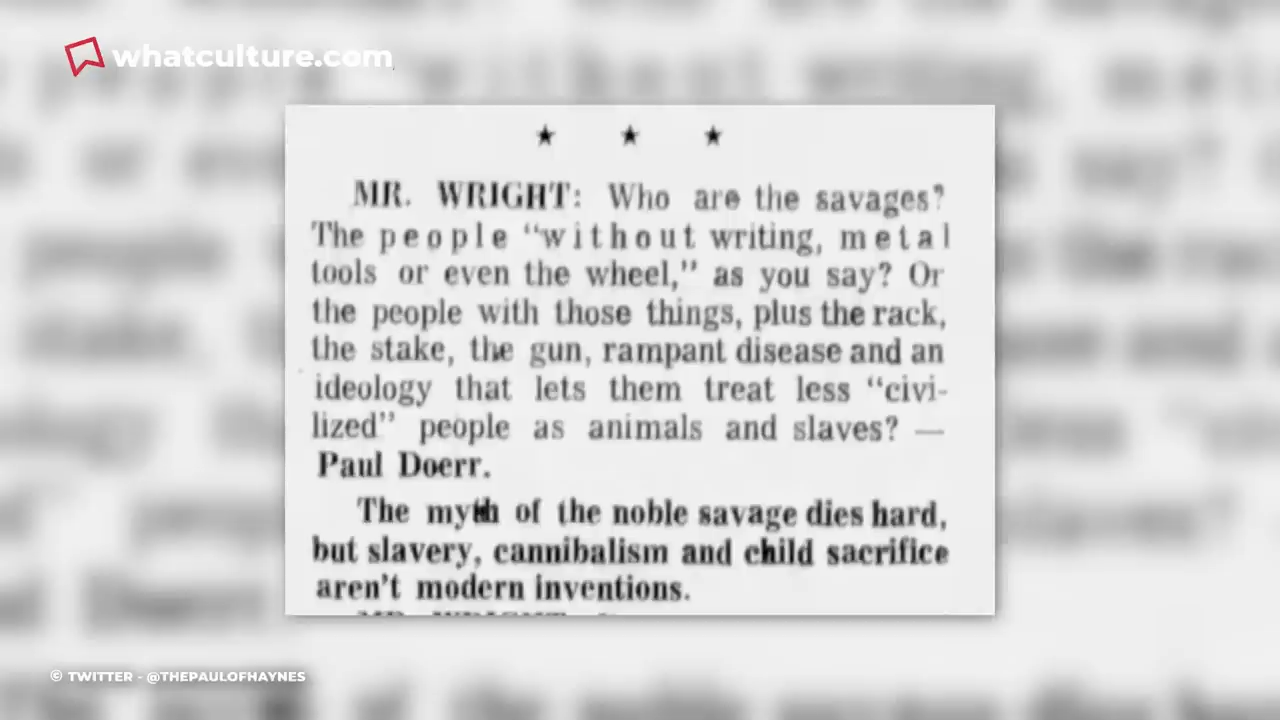 whatculture.com
★ ★ ★
MR. WRIGHT: Who are the savages?
The people “without writing, metal
tools or even the wheel,” as you say? Or
the people with those things, plus the rack,
the stake, the gun, rampant disease and an
ideology that lets them treat less “civi-
lized” people as animals and slaves? —
Paul Doerr.
The myth of the noble savage dies hard,
but slavery, cannibalism and child sacrifice
aren't modern inventions.
© TWITTER - @THEPAULOFHAYNES